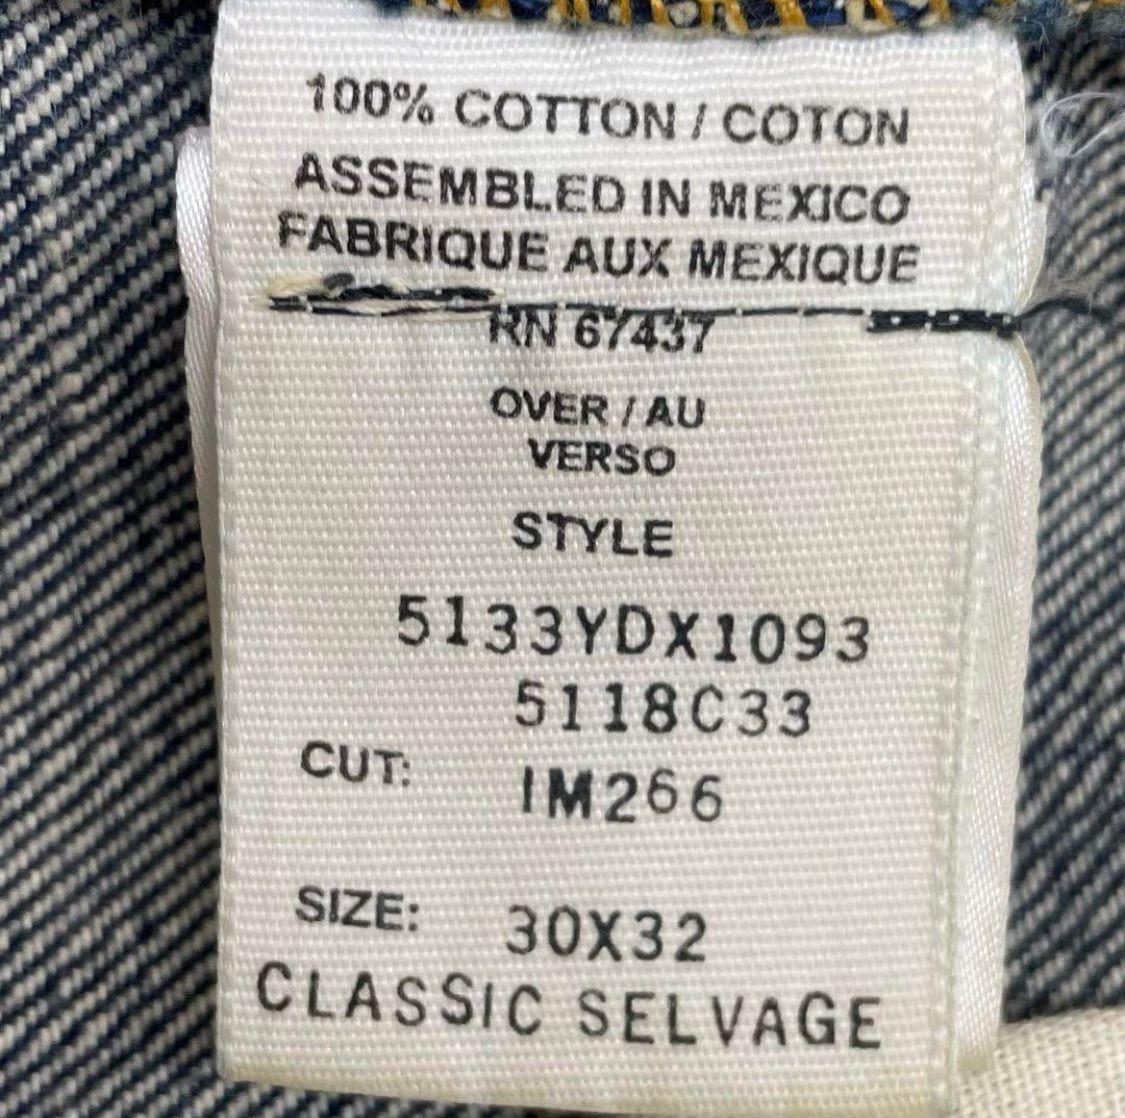 100% COTTON / COTON
ASSEMBLED IN MEXICO
FABRIQUE AUX MEXIQUE
RN 67437
OVER / AU
VERSO
STYLE
5133YDX1093
5118C33
CUT: IM266
SIZE: 30X32
CLASSIC SELVAGE